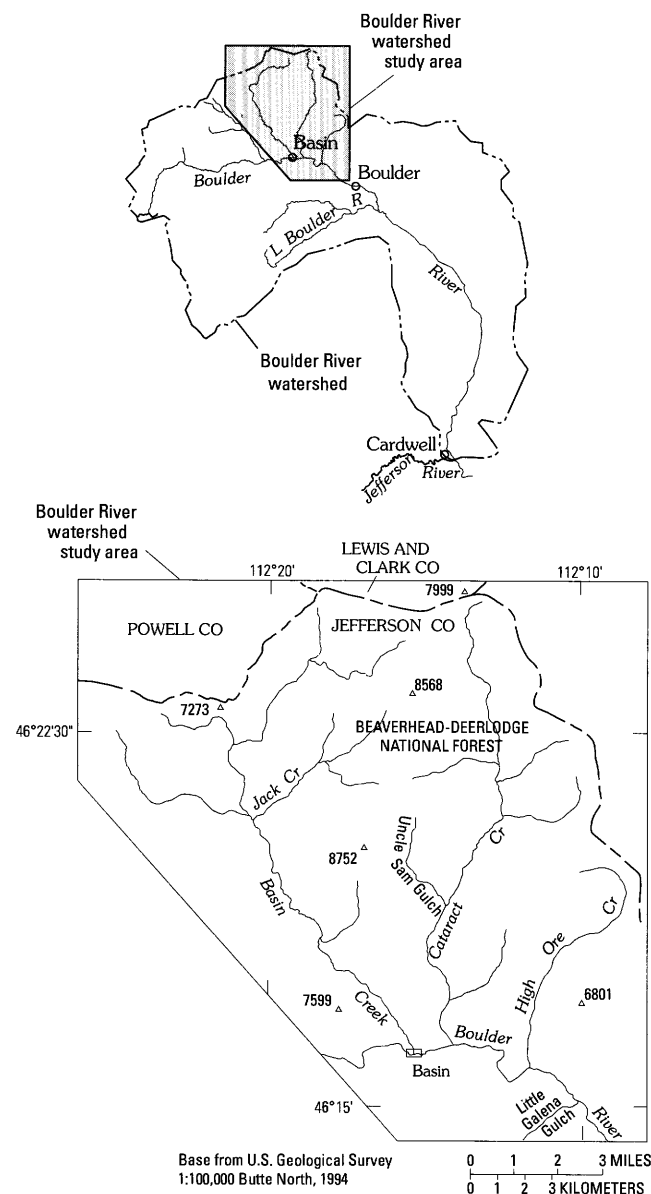 Boulder River
watershed
study area
Basin
Boulder
Boulder
R
L Boulder
River
Boulder River
watershed
Cardwell
Jefferson
River
Boulder River
watershed
study area
LEWIS AND
CLARK CO
112°20'
112°10'
7999
POWELL CO
JEFFERSON CO
8568
7273
46°22'30"
BEAVERHEAD-DEERLODGE
NATIONAL FOREST
Jack Cr
Uncle
Sam Gulch
Cr
8752
Basin
Cataract
Cr
Ore
High
7599
Creek
6801
Boulder
Basin
46°15'
Little
Galena
Gulch
River
Base from U.S. Geological Survey
1:100,000 Butte North, 1994
0 1 2 3 MILES
0 1 2 3 KILOMETERS